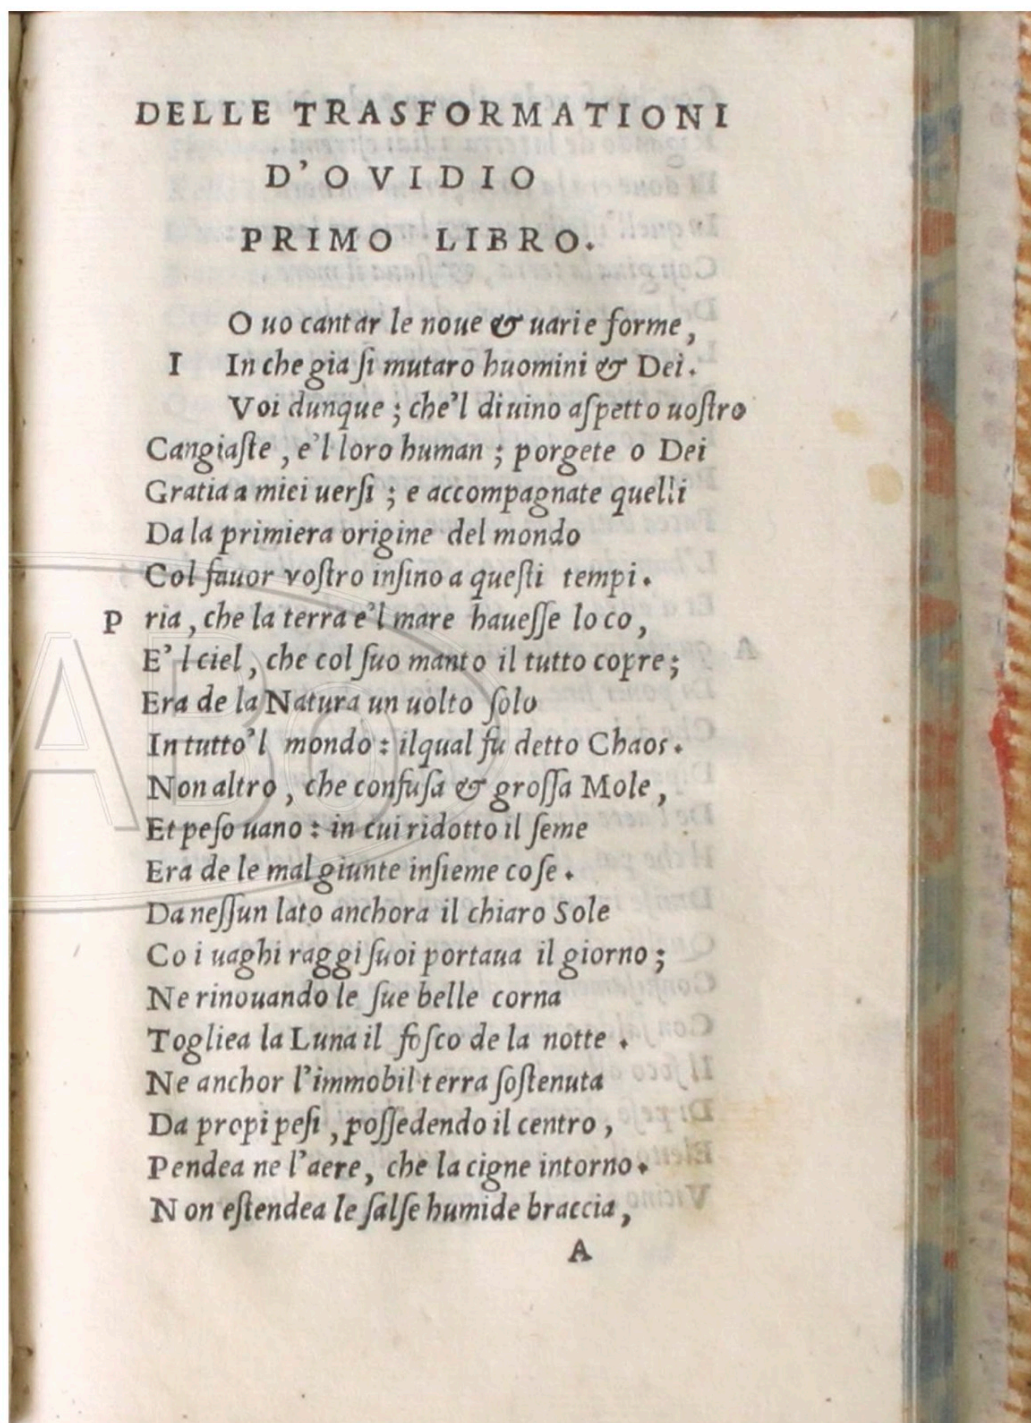 DELLE TRASFORMATIONI
D'OVIDIO
PRIMO LIBRO.
O uo cantar le noue & uarie forme,
I In che gia ſi mutaro huomini & Dei.
Voi dunque; che'l diuino aſpetto uoſtro
Cangiaſte, e'l loro human; porgete o Dei
Gratia a miei uerſi; e accompagnate quelli
Da la primiera origine del mondo
Col fauor voſtro inſino a queſti tempi.
Pria, che la terra e'l mare haueſſe loco,
E'l ciel, che col ſuo manto il tutto copre;
Era de la Natura un uolto ſolo
In tutto'l mondo: ilqual fu detto Chaos.
Non altro, che confuſa & groſſa Mole,
Et peſo uano: in cui ridotto il ſeme
Era de le mal giunte inſieme coſe.
Da neſſun lato anchora il chiaro Sole
Co i uaghi raggi ſuoi portaua il giorno;
Ne rinouando le ſue belle corna
Togliea la Luna il foſco de la notte.
Ne anchor l'immobil terra ſoſtenuta
Da propi peſi, poſſedendo il centro,
Pendea ne l'aere, che la cigne intorno.
Non eſtendea le ſalſe humide braccia,
A